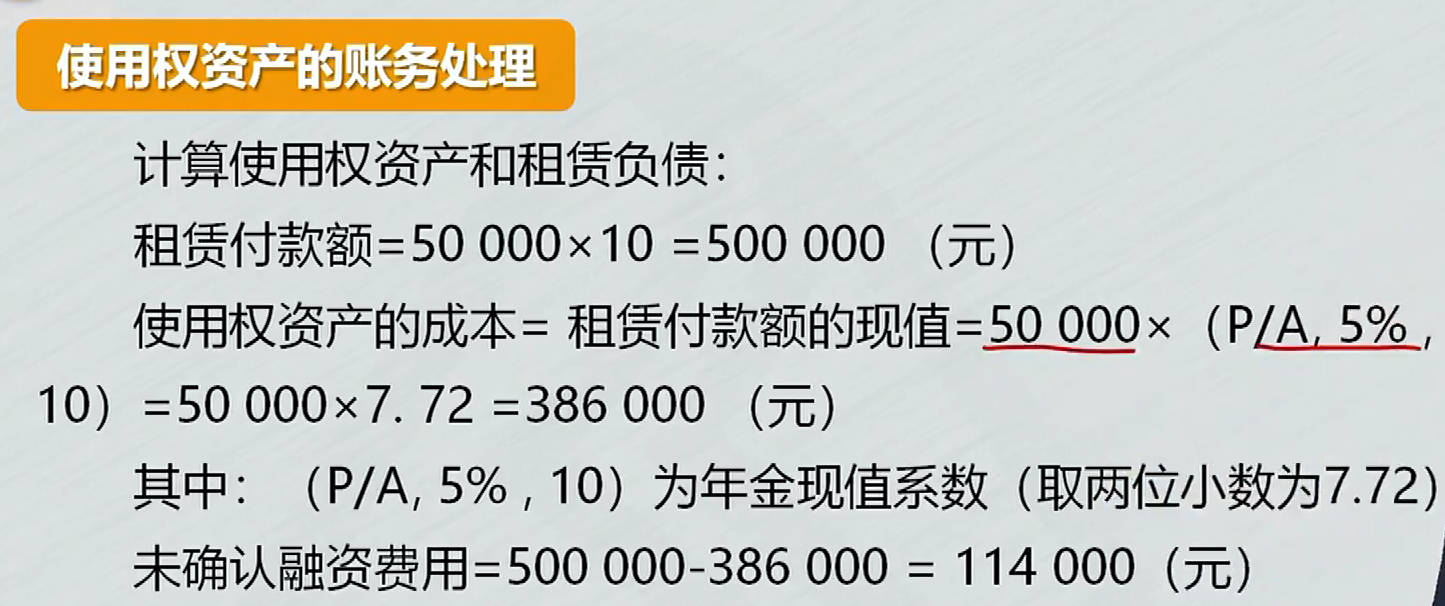 使用权资产的账务处理
计算使用权资产和租赁负债：
租赁付款额=50 000×10 =500 000 （元）
使用权资产的成本= 租赁付款额的现值=50 000×（P/A, 5% ,
10）=50 000×7. 72 =386 000 （元）
其中：（P/A, 5% , 10）为年金现值系数（取两位小数为7.72）
未确认融资费用=500 000-386 000 = 114 000（元）